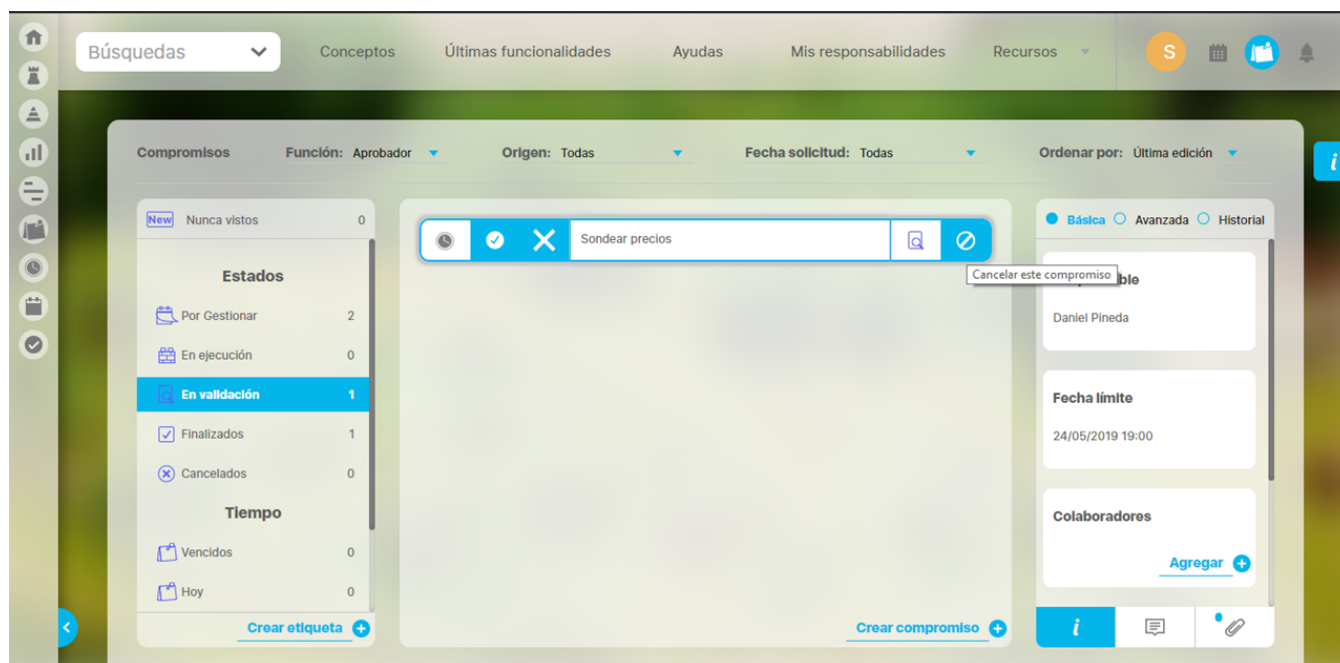 Búsquedas
Conceptos
Últimas funcionalidades
Ayudas
Mis responsabilidades
Recursos
S
Compromisos
Función: Aprobador
Origen: Todas
Fecha solicitud: Todas
Ordenar por: Última edición
i
New Nunca vistos 0
Estados
Por Gestionar 2
En ejecución 0
En validación 1
Finalizados 1
Cancelados 0
Tiempo
Vencidos 0
Hoy 0
Crear etiqueta
Sondear precios
Cancelar este compromiso
Crear compromiso
Básica Avanzada Historial
Daniel Pineda
Fecha límite
24/05/2019 19:00
Colaboradores
Agregar
i